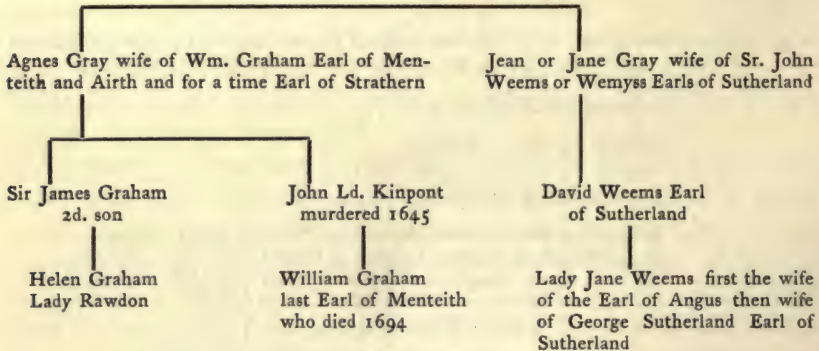 Agnes Gray wife of Wm. Graham Earl of Men-
teith and Airth and for a time Earl of Strathern
Jean or Jane Gray wife of Sr. John
Weems or Wemyss Earls of Sutherland
Sir James Graham
2d. son
John Ld. Kinpont
murdered 1645
David Weems Earl
of Sutherland
Helen Graham
Lady Rawdon
William Graham
last Earl of Menteith
who died 1694
Lady Jane Weems first the wife
of the Earl of Angus then wife
of George Sutherland Earl of
Sutherland